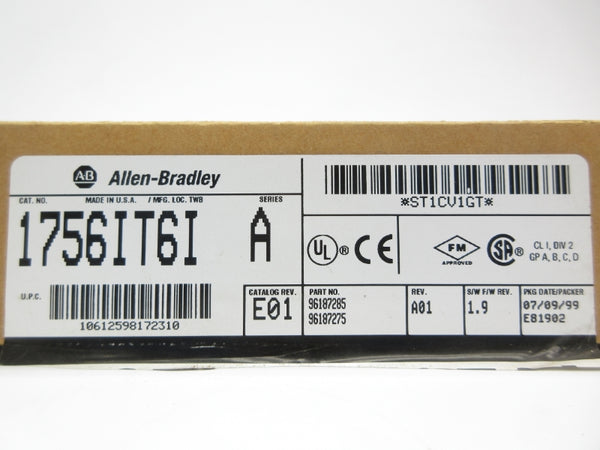 AB Allen-Bradley
CAT. NO. MADE IN U.S.A. / MFG. LOC. TWB SERIES
1756IT6I A
U.P.C.
10612598172310
CATALOG REV.
E01
*ST1CV1GT*
UL ® CE
FM
APPROVED
SA ®
CL I, DIV 2
GP A, B, C, D
PART NO.
96187285
96187275
REV.
A01
S/W F/W REV.
1.9
PKG DATE/PACKER
07/09/99
EB1902